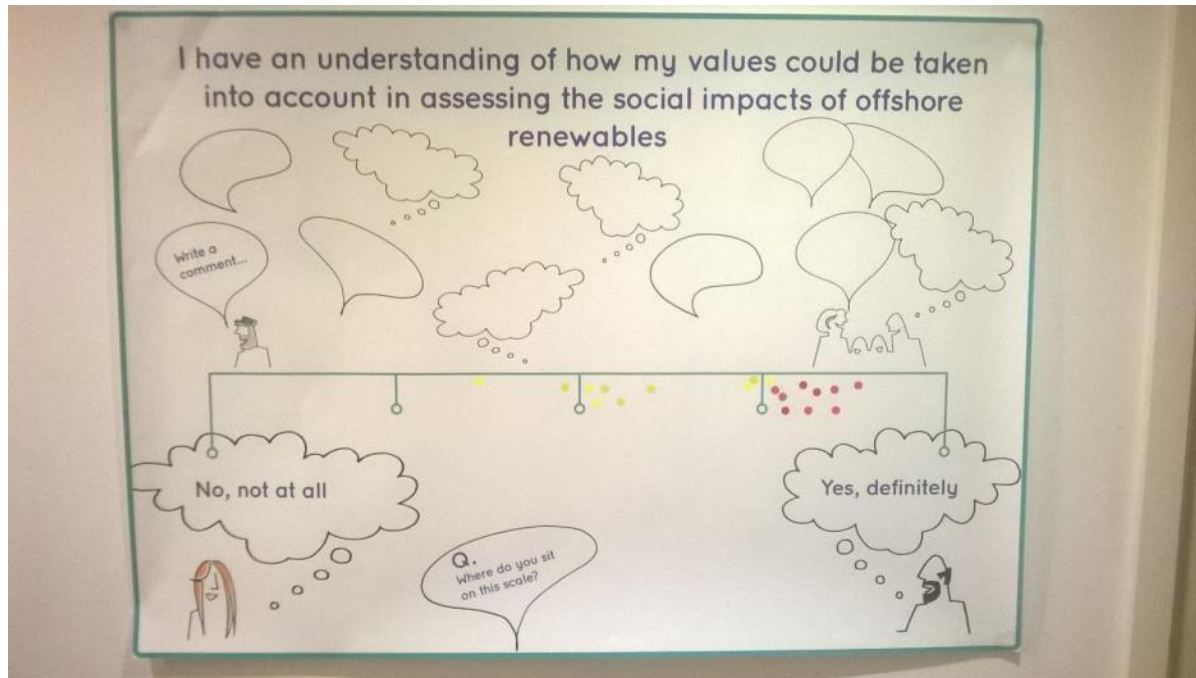 I have an understanding of how my values could be taken
into account in assessing the social impacts of offshore
renewables
Write a
comment...
No, not at all
Yes, definitely
Q.
Where do you sit
on this scale?